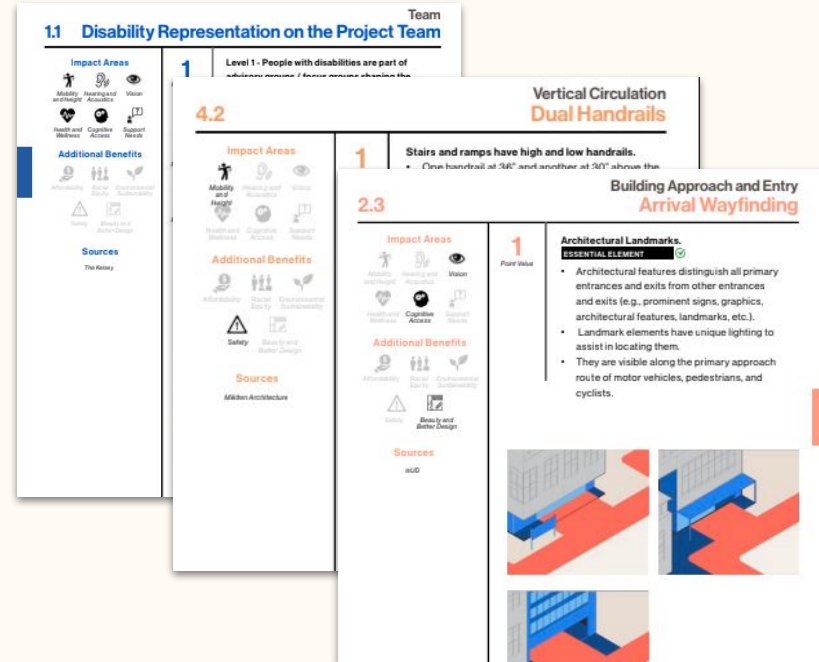 Team
1.1 Disability Representation on the Project Team
Impact Areas
Mobility and Height
Hearing and Acoustics
Vision
Health and Wellness
Cognitive Access
Support Needs
Additional Benefits
Affordability
Racial Equity
Environmental Sustainability
Safety
Beauty and Better Design
Sources
The Kelsey
1
Level 1 - People with disabilities are part of
advisory groups / focus groups shaping the
Vertical Circulation
4.2 Dual Handrails
Impact Areas
Mobility and Height
Hearing and Acoustics
Vision
Health and Wellness
Cognitive Access
Support Needs
Additional Benefits
Affordability
Racial Equity
Environmental Sustainability
Safety
Beauty and Better Design
Sources
Mikiten Architecture
1
Stairs and ramps have high and low handrails.
• One handrail at 36" and another at 30" above the
Building Approach and Entry
2.3 Arrival Wayfinding
Impact Areas
Mobility and Height
Hearing and Acoustics
Vision
Health and Wellness
Cognitive Access
Support Needs
Additional Benefits
Affordability
Racial Equity
Environmental Sustainability
Safety
Beauty and Better Design
Sources
isUD
1
Point Value
Architectural Landmarks.
ESSENTIAL ELEMENT
• Architectural features distinguish all primary
entrances and exits from other entrances
and exits (e.g., prominent signs, graphics,
architectural features, landmarks, etc.).
• Landmark elements have unique lighting to
assist in locating them.
• They are visible along the primary approach
route of motor vehicles, pedestrians, and
cyclists.